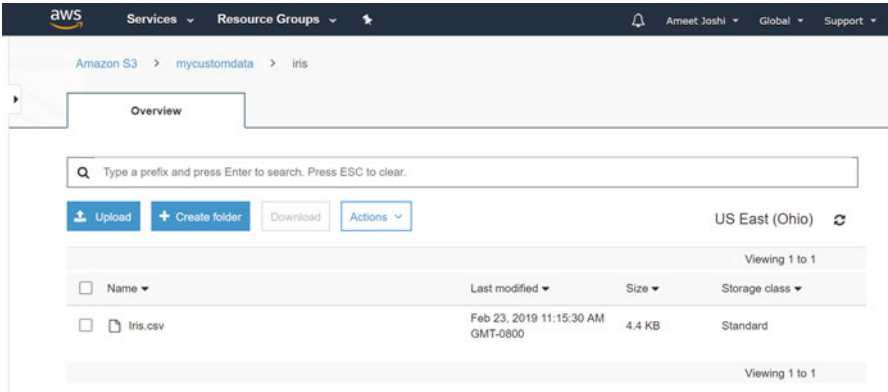 aws Services Resource Groups Ameet Joshi Global Support
Amazon S3 > mycustomdata > iris
Overview
Type a prefix and press Enter to search. Press ESC to clear.
Upload + Create folder Download Actions US East (Ohio)
Viewing 1 to 1
Name Last modified Size Storage class
Iris.csv Feb 23, 2019 11:15:30 AM 4.4 KB Standard
GMT-0800
Viewing 1 to 1